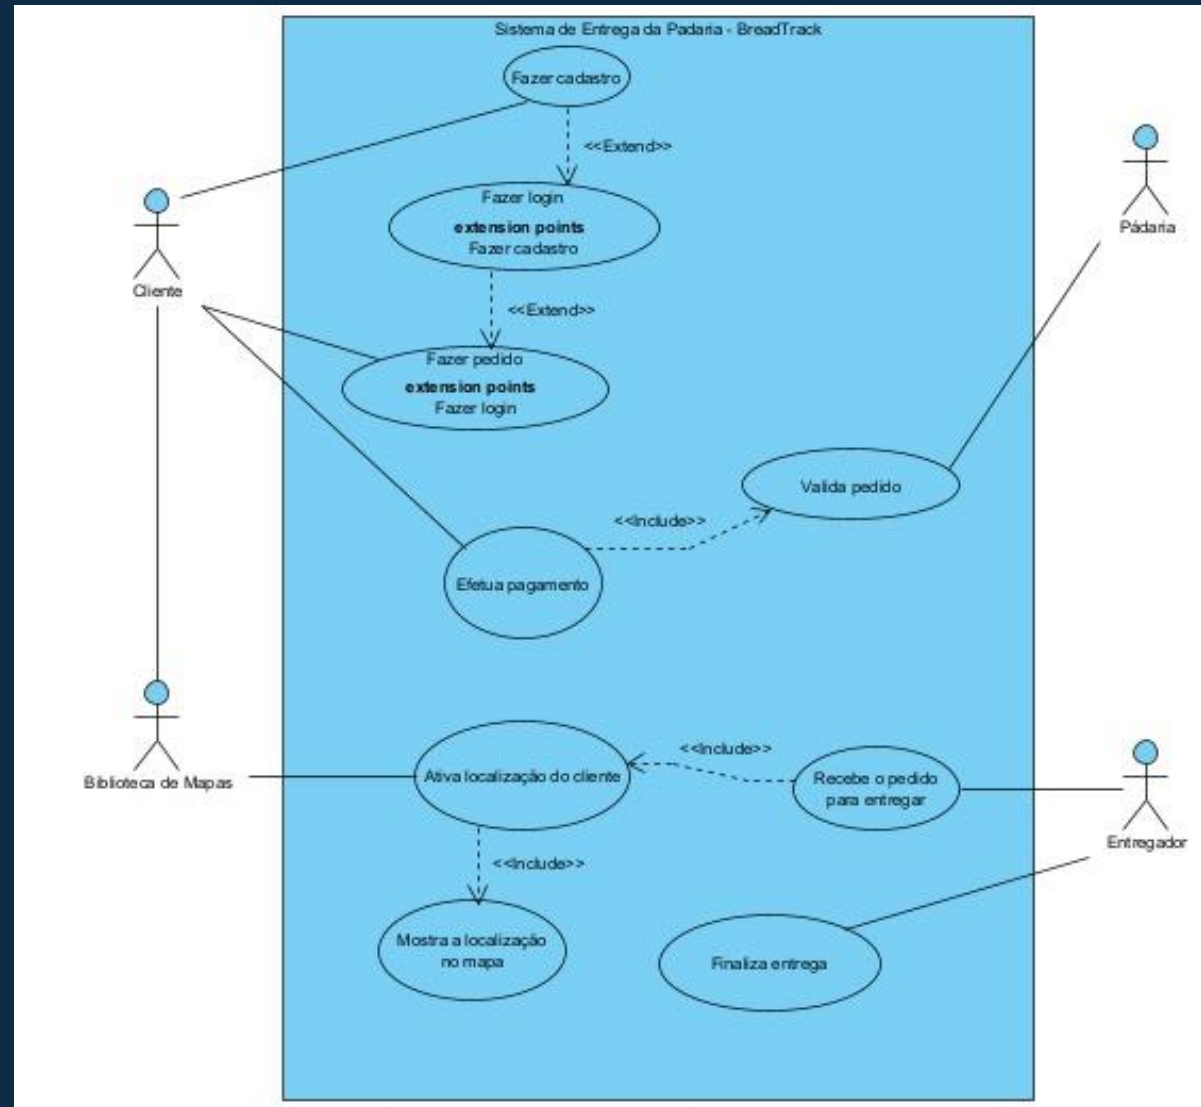 Sistema de Entrega da Padaria - BreadTrack
Fazer cadastro
<<Extend>>
Fazer login
extension points
Fazer cadastro
Pádaria
Cliente
<<Extend>>
Fazer pedido
extension points
Fazer login
Valida pedido
<<Include>>
Efetua pagamento
Biblioteca de Mapas
Ativa localização do cliente
<<Include>>
Recebe o pedido
para entregar
Entregador
<<Include>>
Mostra a localização
no mapa
Finaliza entrega